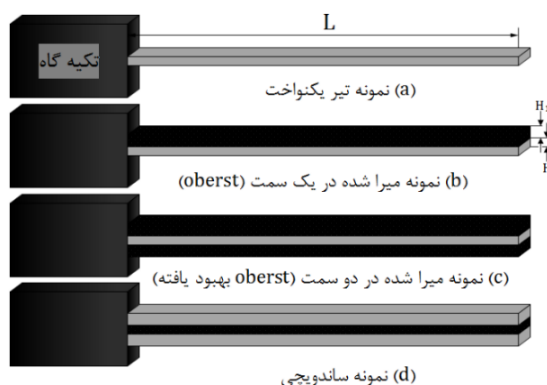 L
تکیه گاه
(a) نمونه تیر یکنواخت
H
(b) نمونه میرا شده در یک سمت (oberst)
H
(c) نمونه میرا شده در دو سمت (oberst بهبود یافته)
(d) نمونه ساندویچی